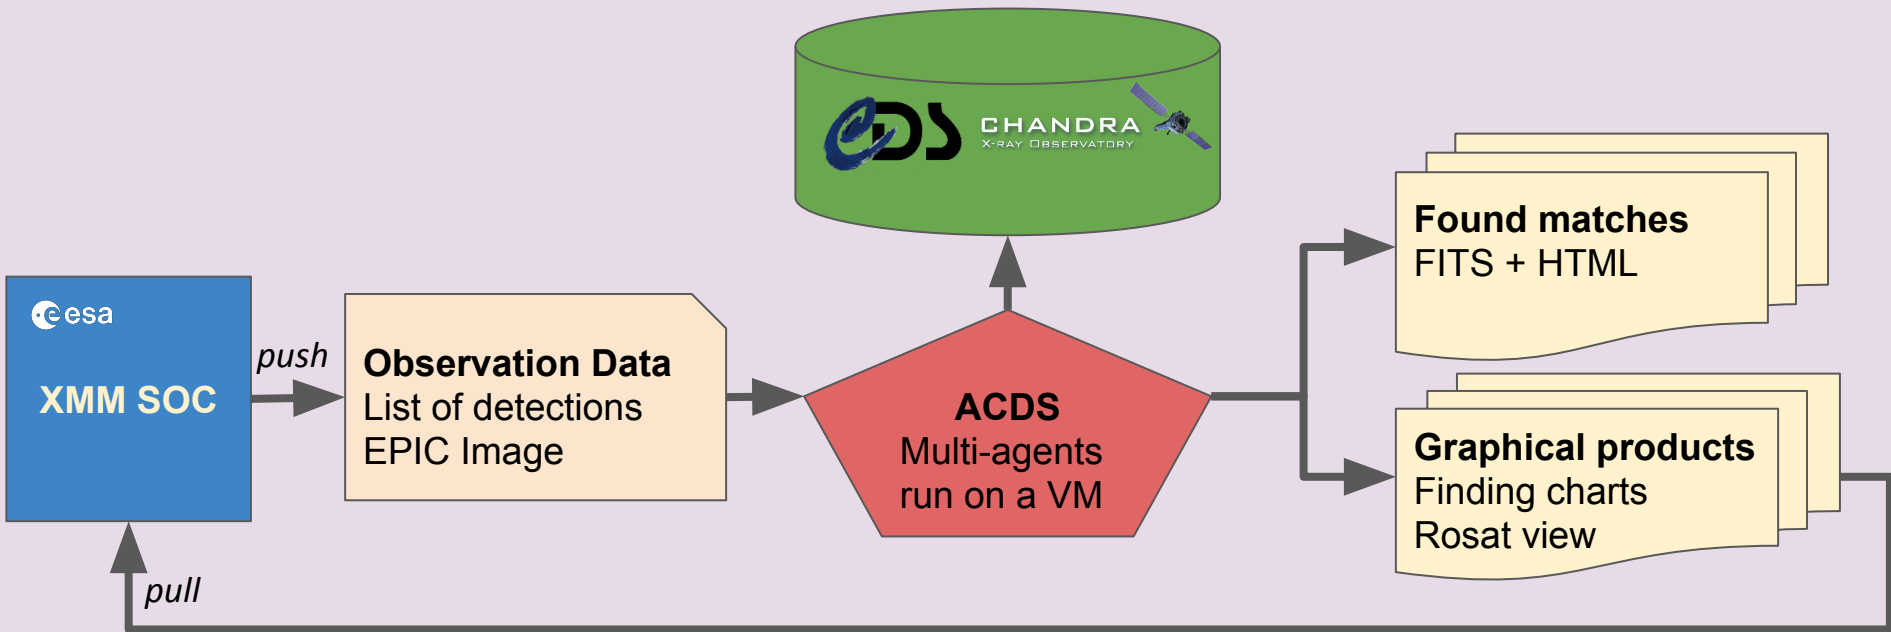 CDS
CHANDRA
X-RAY OBSERVATORY
esa
XMM SOC
push
Observation Data
List of detections
EPIC Image
ACDS
Multi-agents
run on a VM
Found matches
FITS + HTML
Graphical products
Finding charts
Rosat view
pull